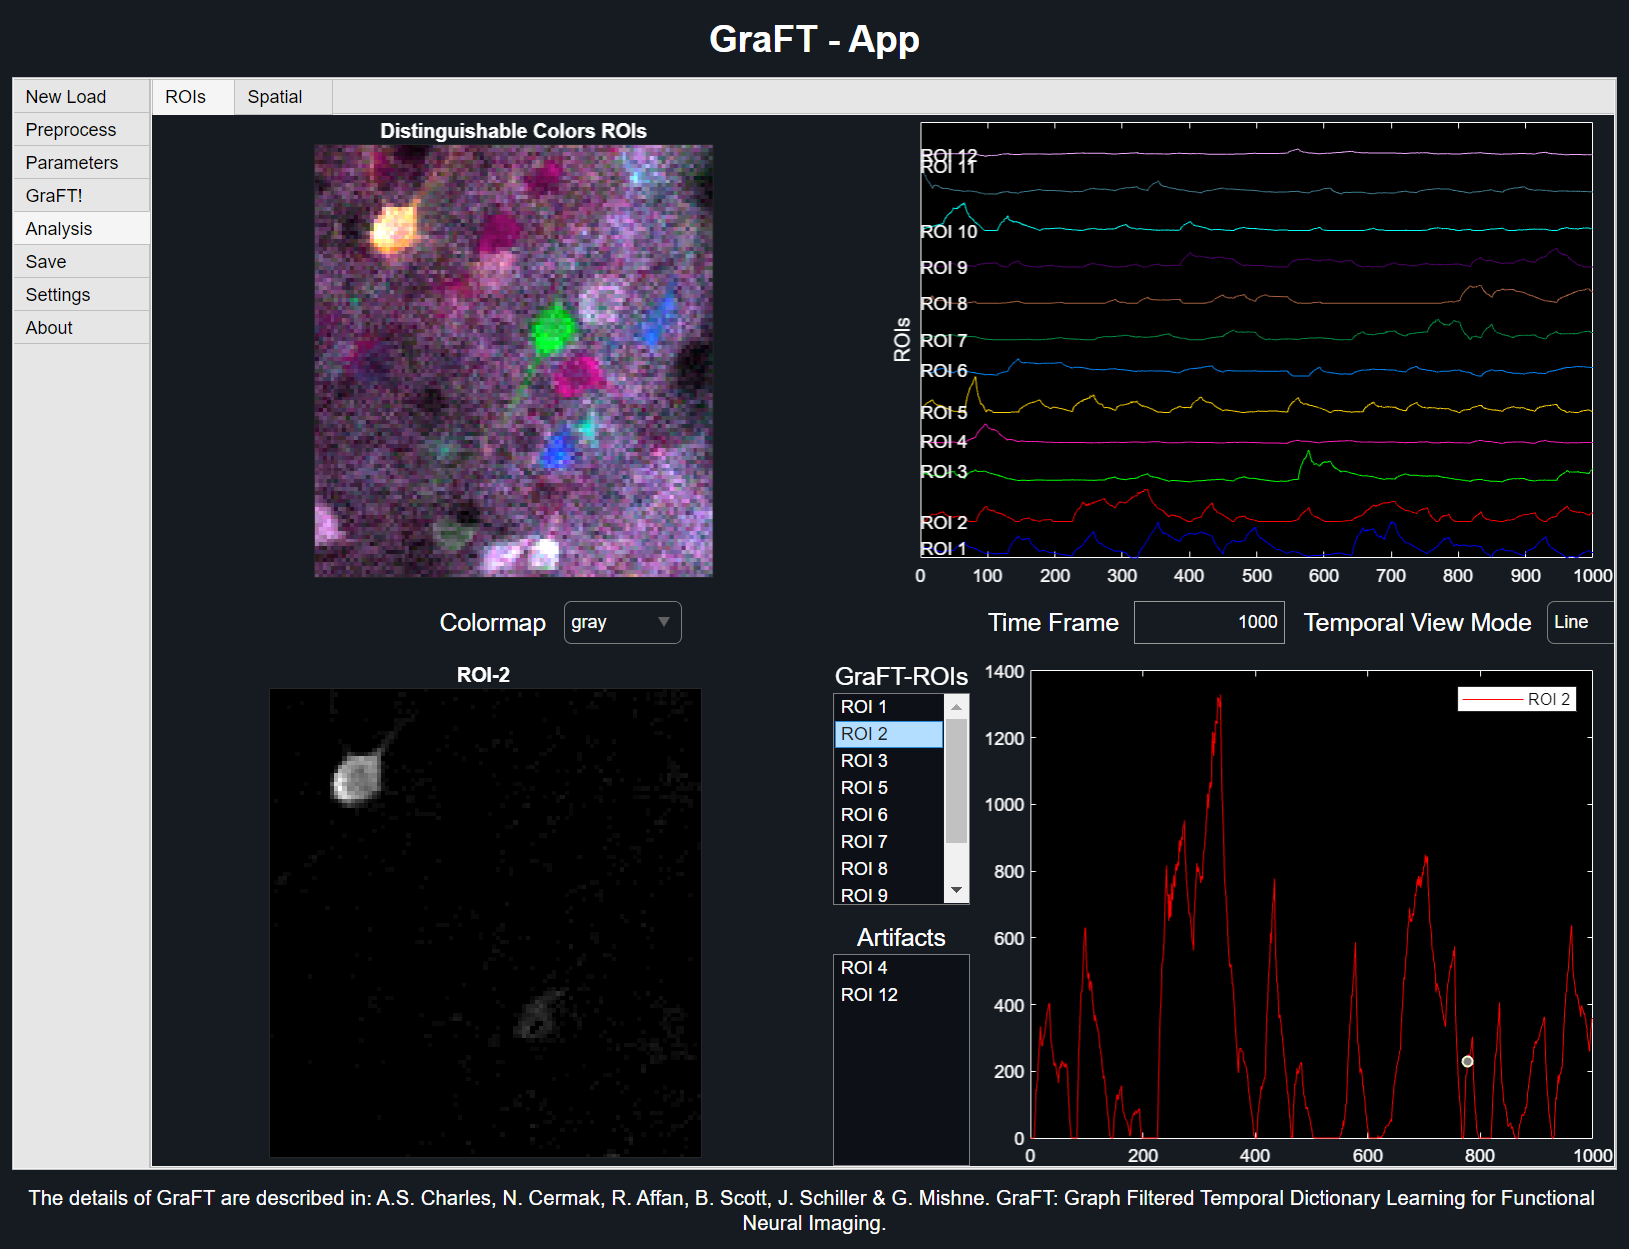 GraFT - App
New Load
Preprocess
Parameters
GraFT!
Analysis
Save
Settings
About
ROIs
Spatial
Distinguishable Colors ROIs
ROIs
ROI 12
ROI 11
ROI 10
ROI 9
ROI 8
ROI 7
ROI 6
ROI 5
ROI 4
ROI 3
ROI 2
ROI 1
0 100 200 300 400 500 600 700 800 900 1000
Colormap gray
Time Frame 1000 Temporal View Mode Line
ROI-2
GraFT-ROIs
ROI 1
ROI 2
ROI 3
ROI 5
ROI 6
ROI 7
ROI 8
ROI 9
Artifacts
ROI 4
ROI 12
1400
1200
1000
800
600
400
200
0
ROI 2
0 200 400 600 800 1000
The details of GraFT are described in: A.S. Charles, N. Cermak, R. Affan, B. Scott, J. Schiller & G. Mishne. GraFT: Graph Filtered Temporal Dictionary Learning for Functional
Neural Imaging.